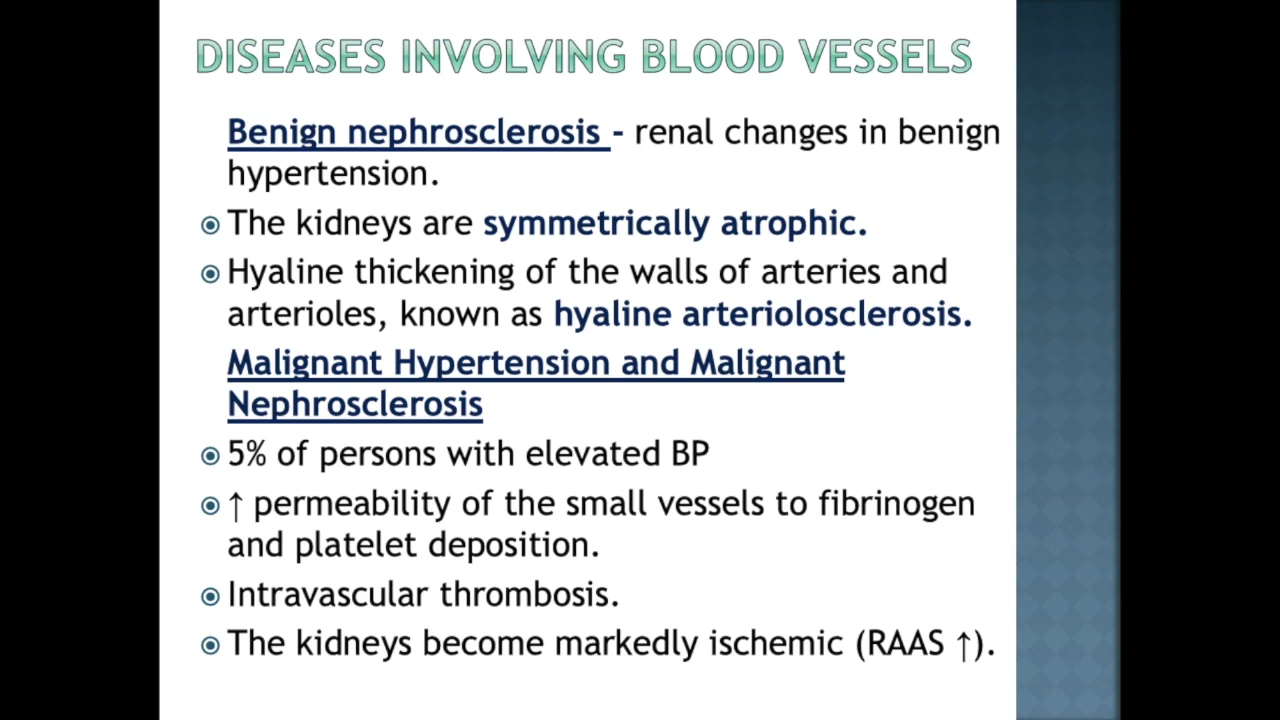 DISEASES INVOLVING BLOOD VESSELS
Benign nephrosclerosis - renal changes in benign
hypertension.
The kidneys are symmetrically atrophic.
Hyaline thickening of the walls of arteries and
arterioles, known as hyaline arteriolosclerosis.
Malignant Hypertension and Malignant
Nephrosclerosis
5% of persons with elevated BP
↑ permeability of the small vessels to fibrinogen
and platelet deposition.
Intravascular thrombosis.
The kidneys become markedly ischemic (RAAS ↑).